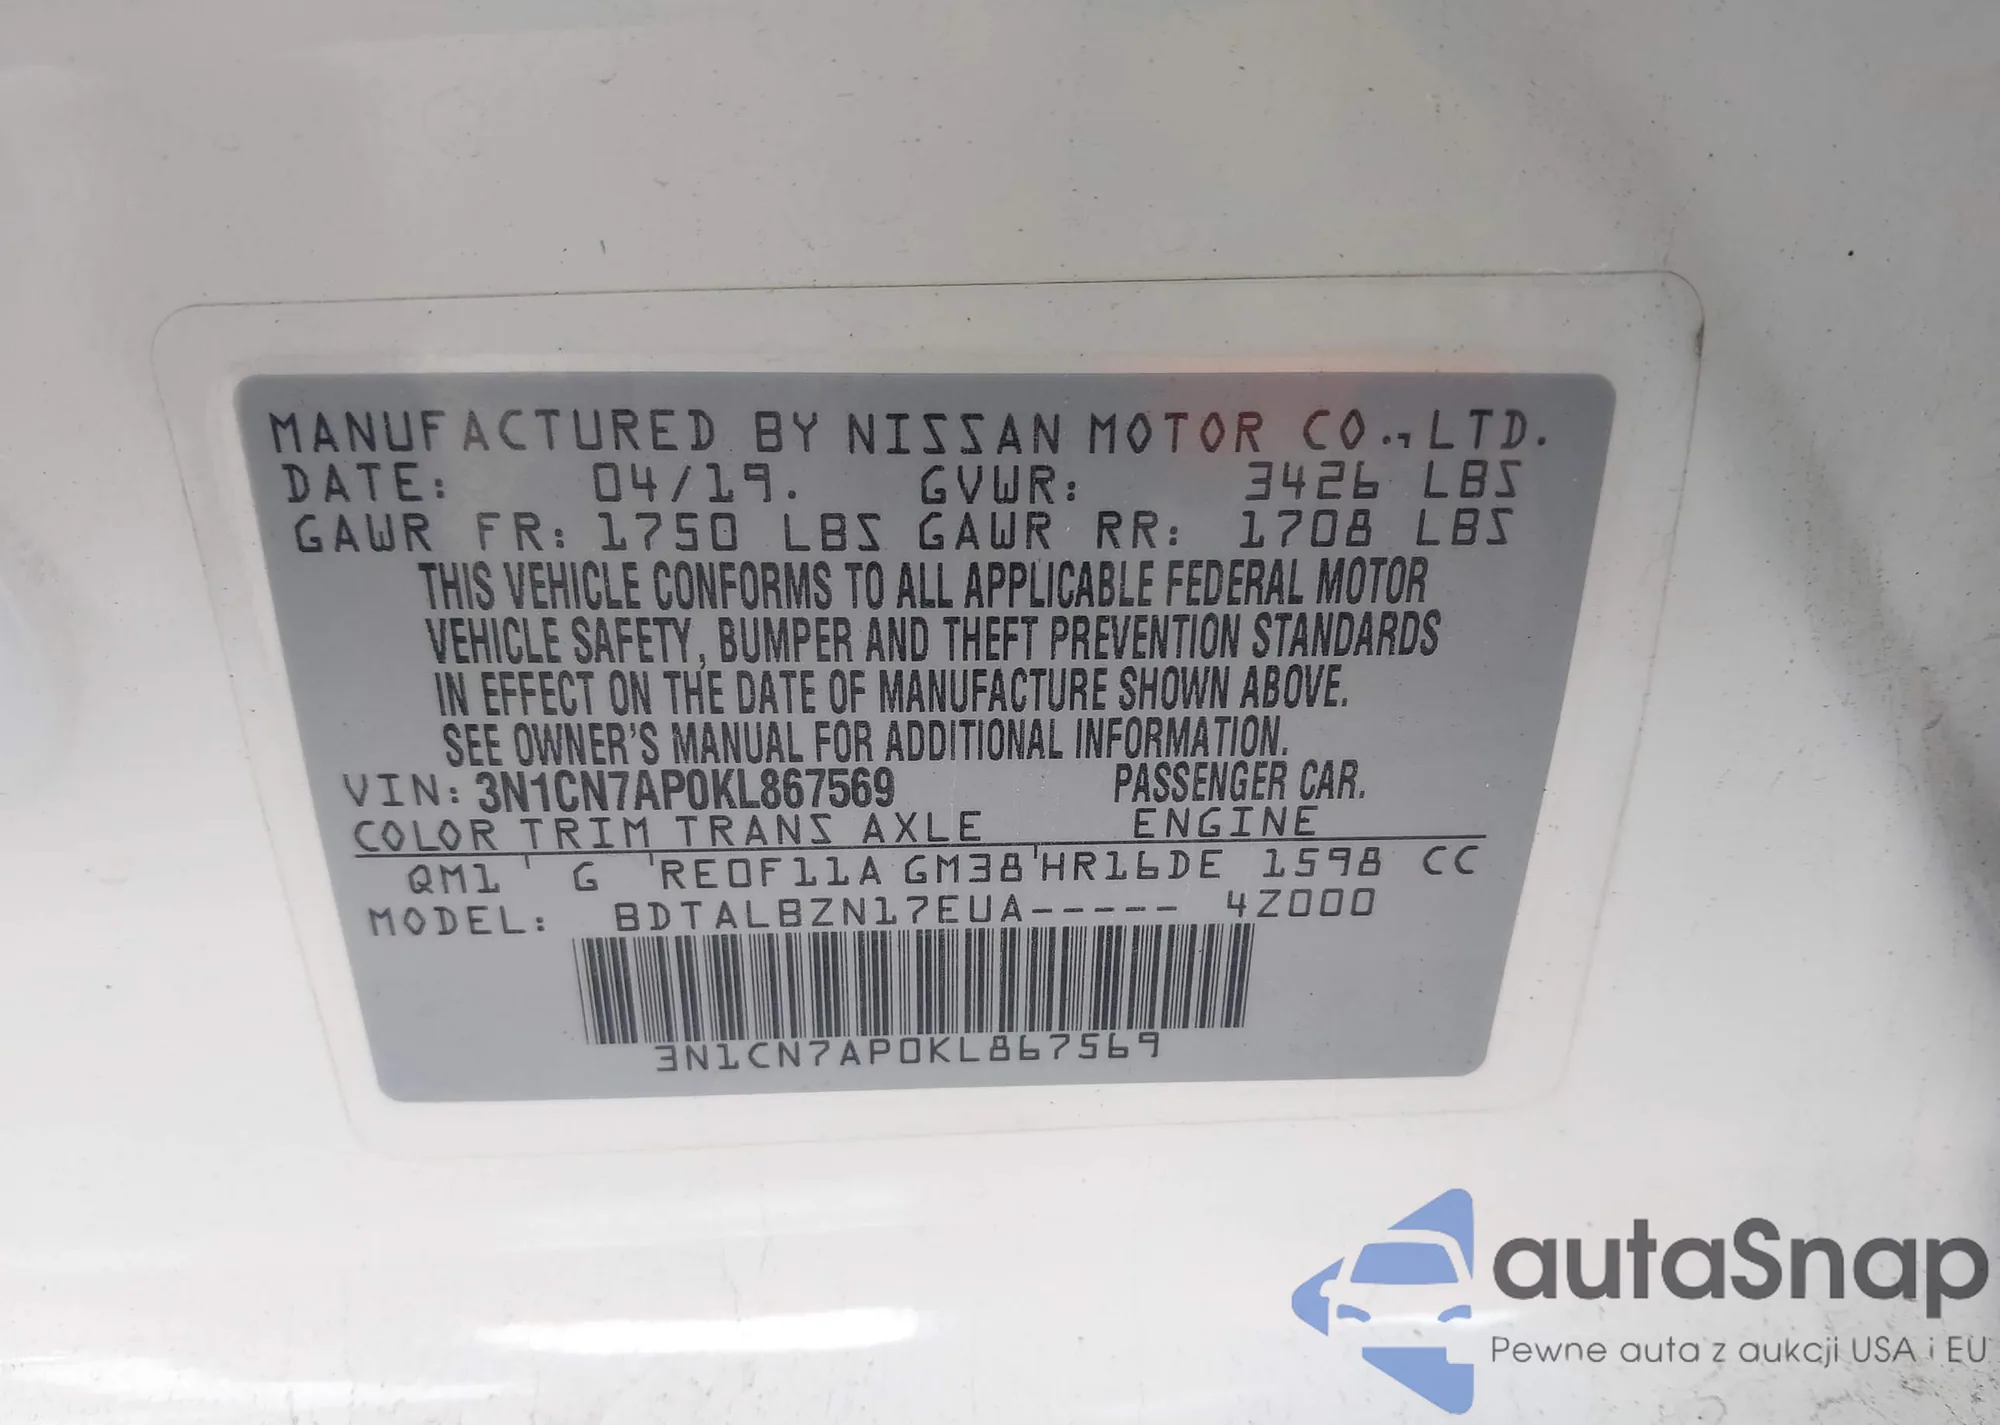 MANUFACTURED BY NISSAN MOTOR CO., LTD.
DATE: 04/19. GVWR: 3426 LBS
GAWR FR: 1750 LBS GAWR RR: 1708 LBS
THIS VEHICLE CONFORMS TO ALL APPLICABLE FEDERAL MOTOR
VEHICLE SAFETY, BUMPER AND THEFT PREVENTION STANDARDS
IN EFFECT ON THE DATE OF MANUFACTURE SHOWN ABOVE.
SEE OWNER'S MANUAL FOR ADDITIONAL INFORMATION.
VIN: 3N1CN7AP0KL867569 PASSENGER CAR.
COLOR TRIM TRANS AXLE ENGINE
QM1 ' G 'RE0F11A GM38'HR16DE 1598 CC
MODEL: BDTALBZN17EUA----- 4Z000
3N1CN7AP0KL867569
autaSnap
Pewne auta z aukcji USA i EU